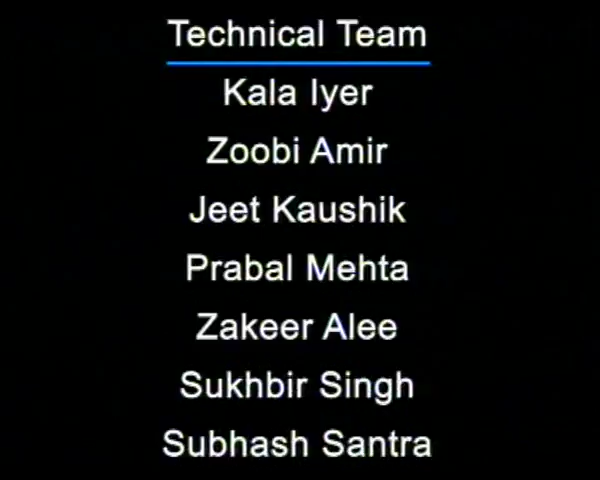 Technical Team
Kala Iyer
Zoobi Amir
Jeet Kaushik
Prabal Mehta
Zakeer Alee
Sukhbir Singh
Subhash Santra